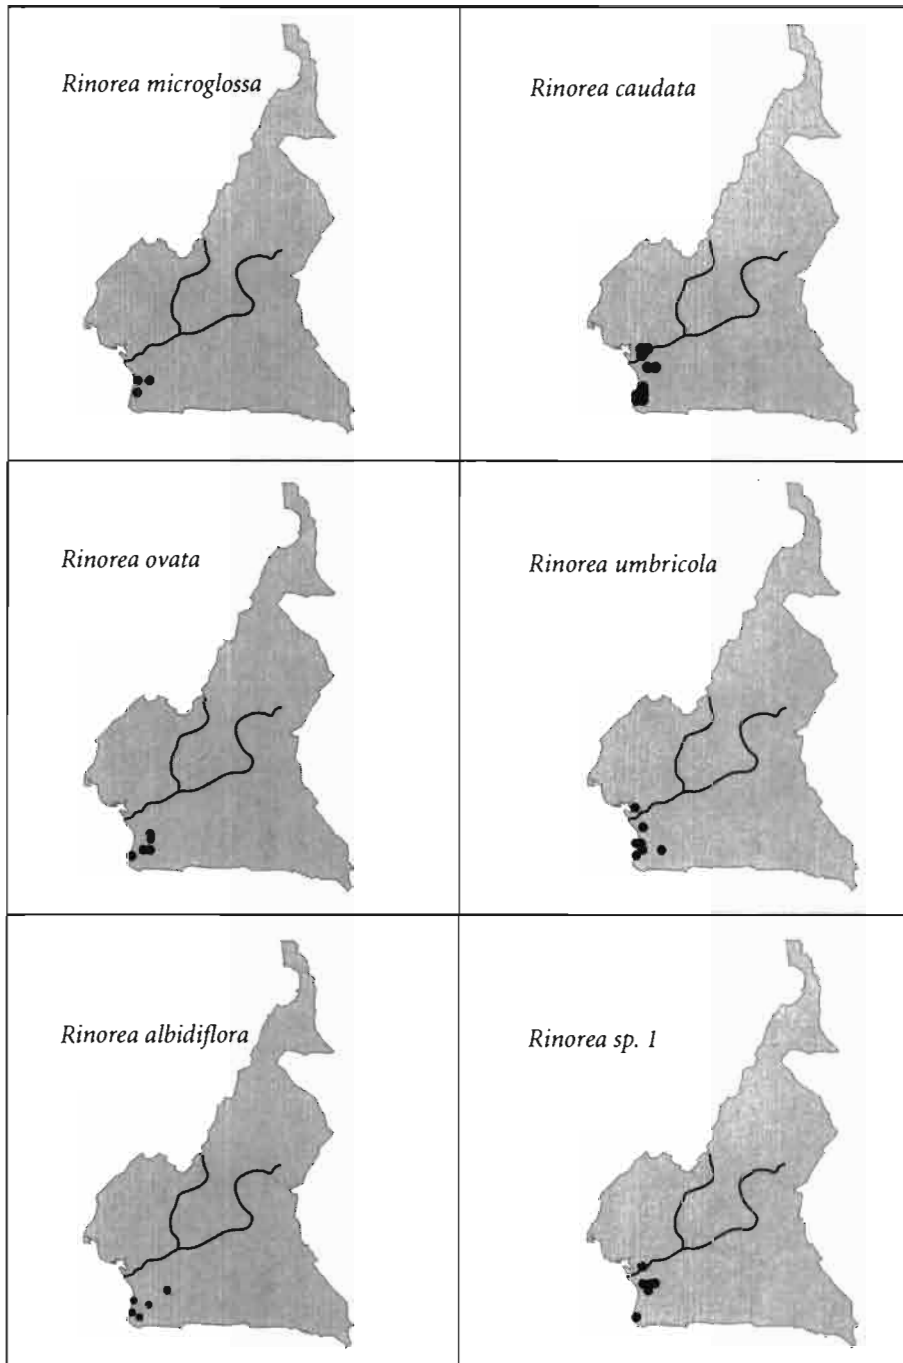 Rinorea microglossa
Rinorea caudata
Rinorea ovata
Rinorea umbricola
Rinorea albidiflora
Rinorea sp. 1